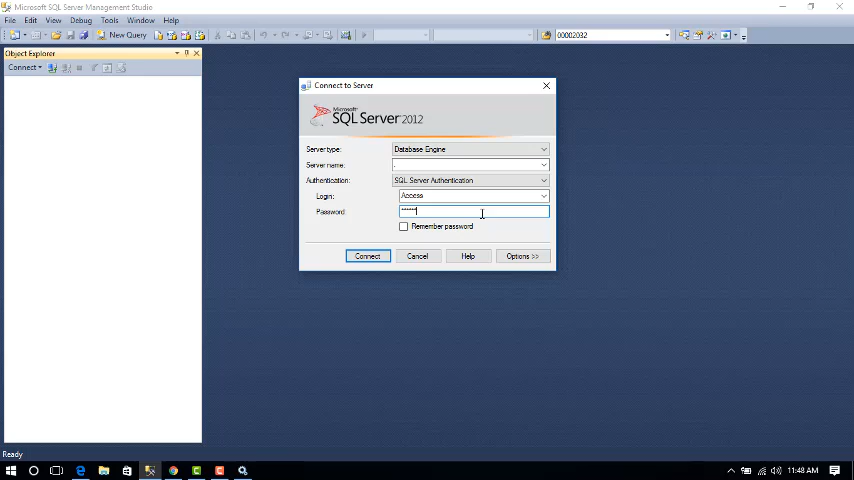 Microsoft SQL Server Management Studio
File Edit View Debug Tools Window Help
New Query
00002032
Object Explorer
Connect
Connect to Server
Microsoft
SQL Server 2012
Server type: Database Engine
Server name: .
Authentication: SQL Server Authentication
Login: Access
Password: ******
Remember password
Connect Cancel Help Options >>
Ready
11:48 AM